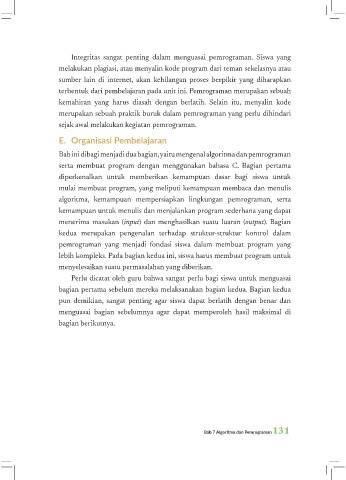 Integritas sangat penting dalam menguasai pemrograman. Siswa yang
melakukan plagiasi, atau menyalin kode program dari teman sekelasnya atau
sumber lain di internet, akan kehilangan proses berpikir yang diharapkan
terbentuk dari pembelajaran pada unit ini. Pemrograman merupakan sebuah
kemahiran yang harus diasah dengan berlatih. Selain itu, menyalin kode
merupakan sebuah praktik buruk dalam pemrograman yang perlu dihindari
sejak awal melakukan kegiatan pemrograman.
E. Organisasi Pembelajaran
Bab ini dibagi menjadi dua bagian, yaitu mengenal algoritma dan pemrograman
serta membuat program dengan menggunakan bahasa C. Bagian pertama
diperkenalkan untuk memberikan kemampuan dasar bagi siswa untuk
mulai membuat program, yang meliputi kemampuan membaca dan menulis
algoritma, kemampuan mempersiapkan lingkungan pemrograman, serta
kemampuan untuk menulis dan menjalankan program sederhana yang dapat
menerima masukan (input) dan menghasilkan suatu luaran (output). Bagian
kedua merupakan pengenalan terhadap struktur-struktur kontrol dalam
pemrograman yang menjadi fondasi siswa dalam membuat program yang
lebih kompleks. Pada bagian kedua ini, siswa harus membuat program untuk
menyelesaikan suatu permasalahan yang diberikan.
Perlu dicatat oleh guru bahwa sangat perlu bagi siswa untuk menguasai
bagian pertama sebelum mereka melaksanakan bagian kedua. Bagian kedua
pun demikian, sangat penting agar siswa dapat berlatih dengan benar dan
menguasai bagian sebelumnya agar dapat memperoleh hasil maksimal di
bagian berikutnya.
Bab 7 Algoritma dan Pemrograman 131